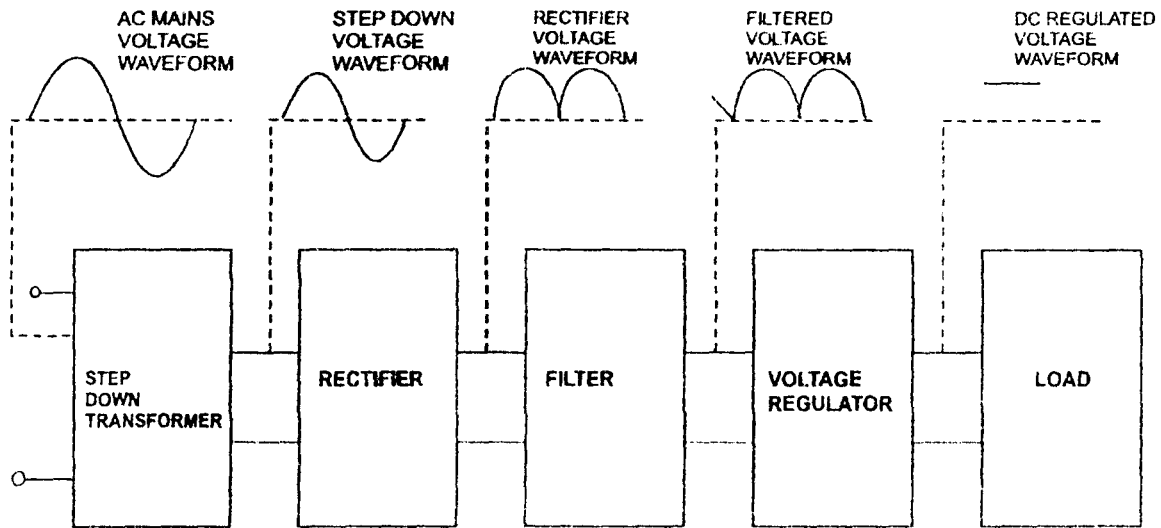 AC MAINS
VOLTAGE
WAVEFORM
STEP DOWN
VOLTAGE
WAVEFORM
RECTIFIER
VOLTAGE
WAVEFORM
FILTERED
VOLTAGE
WAVEFORM
DC REGULATED
VOLTAGE
WAVEFORM
STEP
DOWN
TRANSFORMER
RECTIFIER
FILTER
VOLTAGE
REGULATOR
LOAD